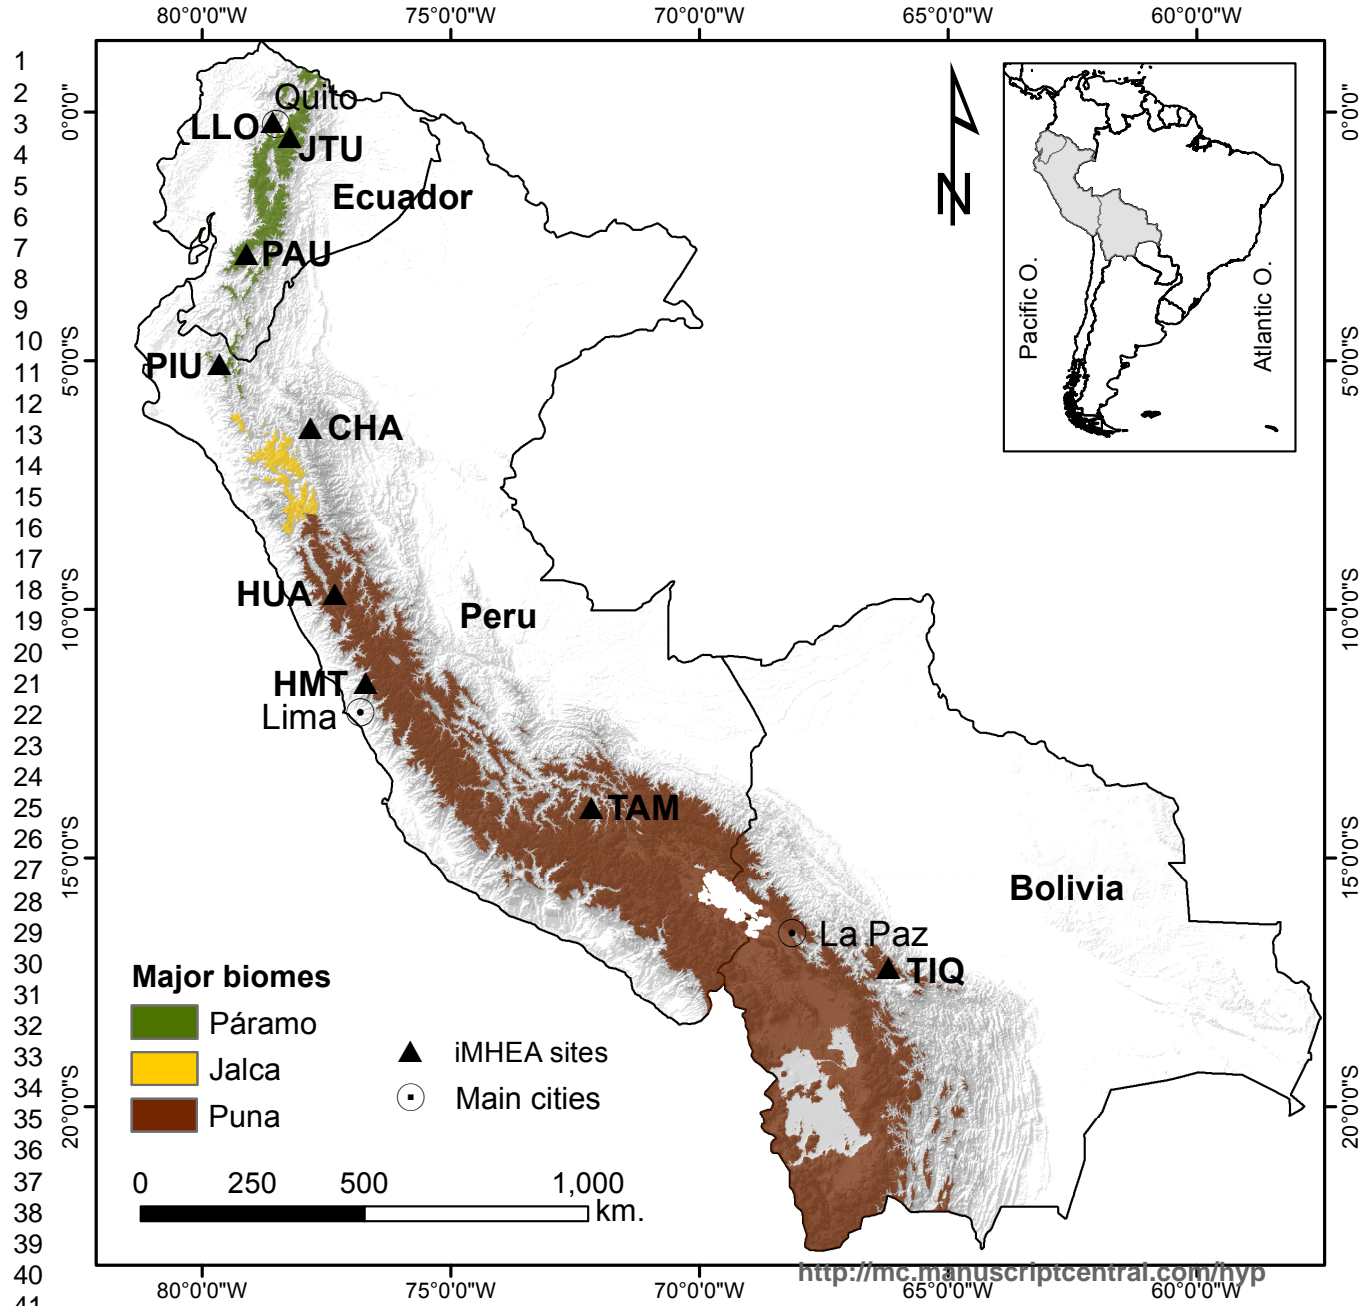 80°0'0"W 75°0'0"W 70°0'0"W 65°0'0"W 60°0'0"W
1
2
3
4
5
6
7
8
9
10
11
12
13
14
15
16
17
18
19
20
21
22
23
24
25
26
27
28
29
30
31
32
33
34
35
36
37
38
39
40
41
0°0'0"
5°0'0"S
10°0'0"S
15°0'0"S
20°0'0"S
Quito
LLO
JTU
Ecuador
PAU
PIU
CHA
HUA
Peru
HMT
Lima
TAM
Bolivia
La Paz
TIQ
N
Pacific O.
Atlantic O.
0°0'0"
5°0'0"S
10°0'0"S
15°0'0"S
20°0'0"S
Major biomes
Páramo
Jalca
Puna
iMHEA sites
Main cities
0 250 500 1,000
km.
http://mc.manuscriptcentral.com/hyp
80°0'0"W 75°0'0"W 70°0'0"W 65°0'0"W 60°0'0"W